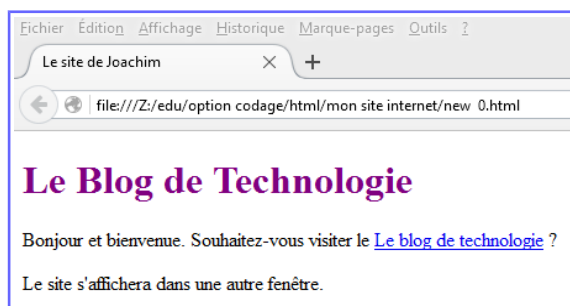 Fichier Édition Affichage Historique Marque-pages Outils ?
Le site de Joachim
file:///Z:/edu/option codage/html/mon site internet/new 0.html
Le Blog de Technologie
Bonjour et bienvenue. Souhaitez-vous visiter le Le blog de technologie ?
Le site s'affichera dans une autre fenêtre.